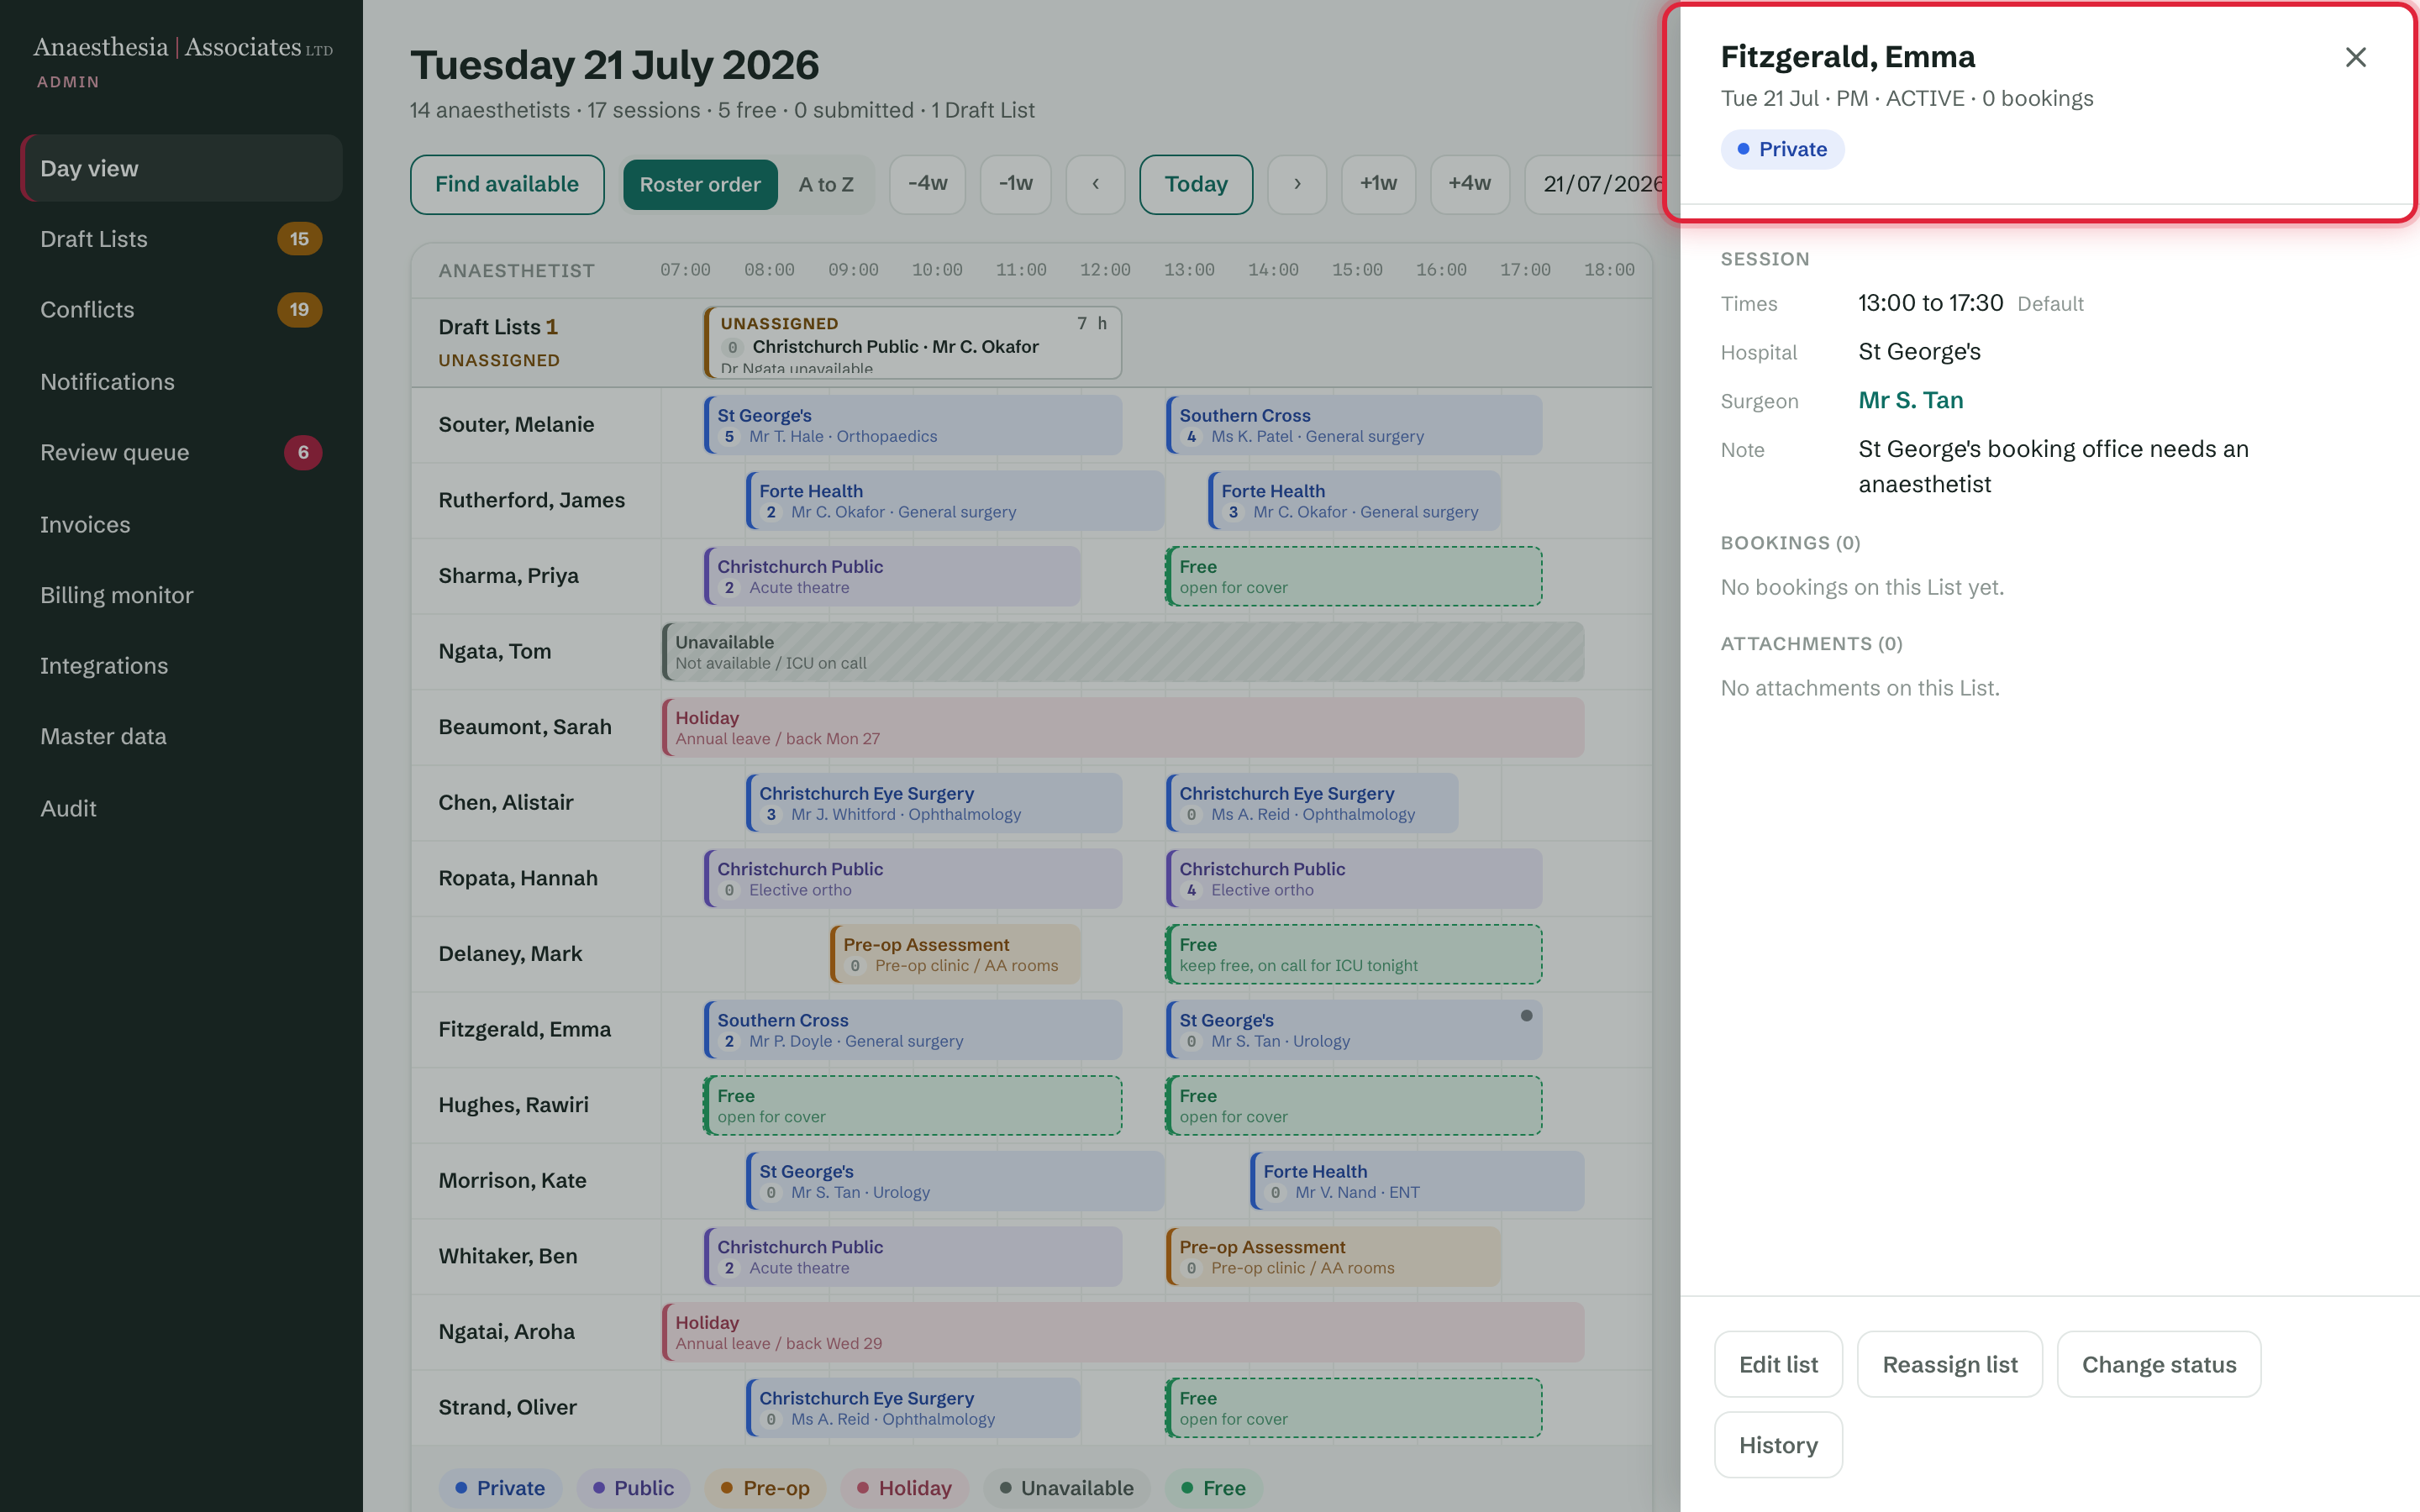 Anaesthesia | Associates LTD
ADMIN
Day view
Draft Lists 15
Conflicts 19
Notifications
Review queue 6
Invoices
Billing monitor
Integrations
Master data
Audit
Tuesday 21 July 2026
14 anaesthetists · 17 sessions · 5 free · 0 submitted · 1 Draft List
Find available Roster order A to Z -4w -1w ‹ Today › +1w +4w 21/07/2026
ANAESTHETIST 07:00 08:00 09:00 10:00 11:00 12:00 13:00 14:00 15:00 16:00 17:00 18:00
Draft Lists 1
UNASSIGNED
UNASSIGNED 7 h
0 Christchurch Public · Mr C. Okafor
Dr Ngata unavailable
Souter, Melanie
St George's
5 Mr T. Hale · Orthopaedics
Southern Cross
4 Ms K. Patel · General surgery
Rutherford, James
Forte Health
2 Mr C. Okafor · General surgery
Forte Health
3 Mr C. Okafor · General surgery
Sharma, Priya
Christchurch Public
2 Acute theatre
Free
open for cover
Ngata, Tom
Unavailable
Not available / ICU on call
Beaumont, Sarah
Holiday
Annual leave / back Mon 27
Chen, Alistair
Christchurch Eye Surgery
3 Mr J. Whitford · Ophthalmology
Christchurch Eye Surgery
0 Ms A. Reid · Ophthalmology
Ropata, Hannah
Christchurch Public
0 Elective ortho
Christchurch Public
4 Elective ortho
Delaney, Mark
Pre-op Assessment
0 Pre-op clinic / AA rooms
Free
keep free, on call for ICU tonight
Fitzgerald, Emma
Southern Cross
2 Mr P. Doyle · General surgery
St George's
0 Mr S. Tan · Urology
Hughes, Rawiri
Free
open for cover
Free
open for cover
Morrison, Kate
St George's
0 Mr S. Tan · Urology
Forte Health
0 Mr V. Nand · ENT
Whitaker, Ben
Christchurch Public
2 Acute theatre
Pre-op Assessment
0 Pre-op clinic / AA rooms
Ngatai, Aroha
Holiday
Annual leave / back Wed 29
Strand, Oliver
Christchurch Eye Surgery
0 Ms A. Reid · Ophthalmology
Free
open for cover
Private Public Pre-op Holiday Unavailable Free
Fitzgerald, Emma
Tue 21 Jul · PM · ACTIVE · 0 bookings
Private
SESSION
Times 13:00 to 17:30 Default
Hospital St George's
Surgeon Mr S. Tan
Note St George's booking office needs an
anaesthetist
BOOKINGS (0)
No bookings on this List yet.
ATTACHMENTS (0)
No attachments on this List.
Edit list Reassign list Change status
History